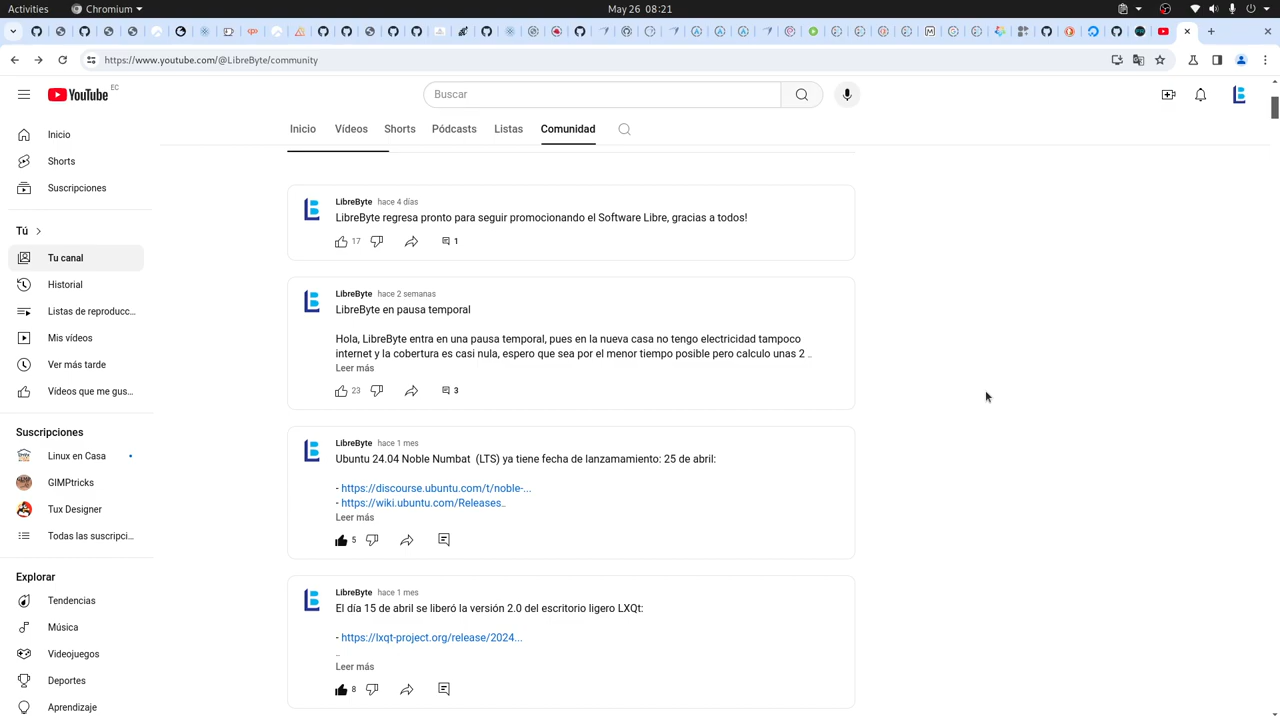 Activities
Chromium
May 26 08:21
https://www.youtube.com/@LibreByte/community
YouTube EC
Buscar
Inicio
Vídeos
Shorts
Pódcasts
Listas
Comunidad
Inicio
Shorts
Suscripciones
Tú
Tu canal
Historial
Listas de reproducc...
Mis vídeos
Ver más tarde
Vídeos que me gus...
Suscripciones
Linux en Casa
GIMPtricks
Tux Designer
Todas las suscripci...
Explorar
Tendencias
Música
Videojuegos
Deportes
Aprendizaje
LibreByte hace 4 días
LibreByte regresa pronto para seguir promocionando el Software Libre, gracias a todos!
17
1
LibreByte hace 2 semanas
LibreByte en pausa temporal
Hola, LibreByte entra en una pausa temporal, pues en la nueva casa no tengo electricidad tampoco
internet y la cobertura es casi nula, espero que sea por el menor tiempo posible pero calculo unas 2 ...
Leer más
23
3
LibreByte hace 1 mes
Ubuntu 24.04 Noble Numbat (LTS) ya tiene fecha de lanzamamiento: 25 de abril:
- https://discourse.ubuntu.com/t/noble-...
- https://wiki.ubuntu.com/Releases...
Leer más
5
LibreByte hace 1 mes
El día 15 de abril se liberó la versión 2.0 del escritorio ligero LXQt:
- https://lxqt-project.org/release/2024...
...
Leer más
8